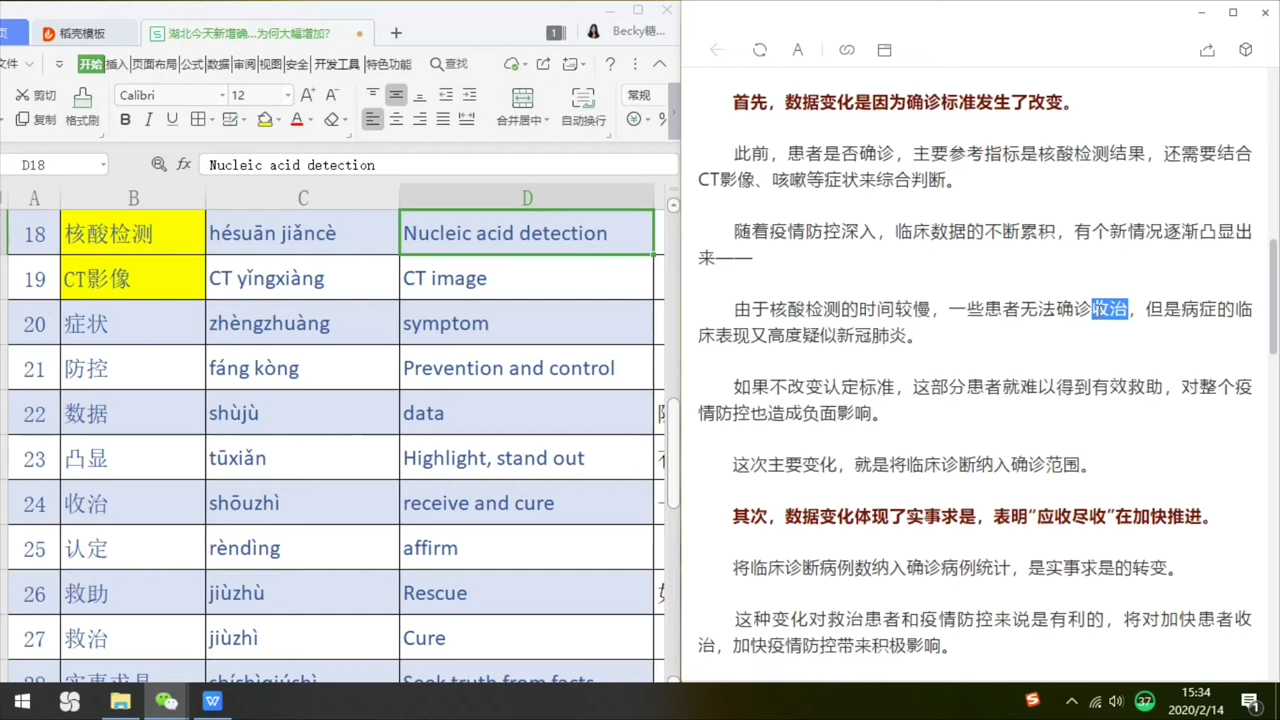 页
稻壳模板
S
湖北今天新增确...为何大幅增加?
+
1
Becky糖...
文件
开始
插入
页面布局
公式
数据
审阅
视图
安全
开发工具
特色功能
查找
剪切
复制
格式刷
Calibri
12
A+
A-
B
I
U
A
合并居中
自动换行
常规
D18
fx
Nucleic acid detection
A B C D
18 核酸检测 hésuān jiǎncè Nucleic acid detection
19 CT影像 CT yǐngxiàng CT image
20 症状 zhèngzhuàng symptom
21 防控 fáng kòng Prevention and control
22 数据 shùjù data
23 凸显 tūxiǎn Highlight, stand out
24 收治 shōuzhì receive and cure
25 认定 rèndìng affirm
26 救助 jiùzhù Rescue
27 救治 jiùzhì Cure
28 实事求是 shíshìqiúshì Seek truth from facts
A
首先，数据变化是因为确诊标准发生了改变。
此前，患者是否确诊，主要参考指标是核酸检测结果，还需要结合
CT影像、咳嗽等症状来综合判断。
随着疫情防控深入，临床数据的不断累积，有个新情况逐渐凸显出
来——
由于核酸检测的时间较慢，一些患者无法确诊收治，但是病症的临
床表现又高度疑似新冠肺炎。
如果不改变认定标准，这部分患者就难以得到有效救助，对整个疫
情防控也造成负面影响。
这次主要变化，就是将临床诊断纳入确诊范围。
其次，数据变化体现了实事求是，表明“应收尽收”在加快推进。
将临床诊断病例数纳入确诊病例统计，是实事求是的转变。
这种变化对救治患者和疫情防控来说是有利的，将对加快患者收
治，加快疫情防控带来积极影响。
37
15:34
2020/2/14
1